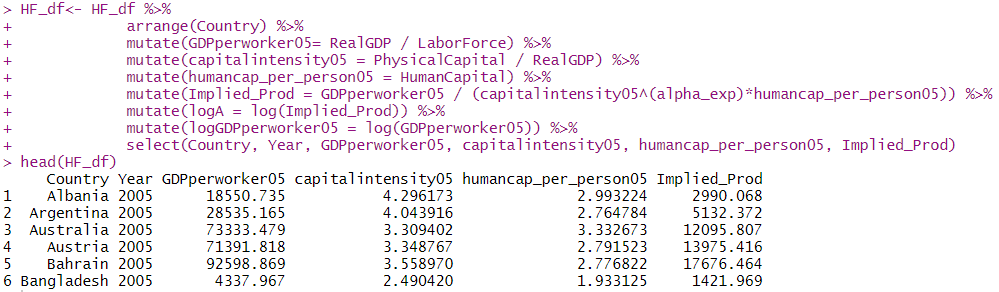 > HF_df<- HF_df %>%
+ arrange(Country) %>%
+ mutate(GDPperworker05= RealGDP / LaborForce) %>%
+ mutate(capitalintensity05 = PhysicalCapital / RealGDP) %>%
+ mutate(humancap_per_person05 = HumanCapital) %>%
+ mutate(Implied_Prod = GDPperworker05 / (capitalintensity05^(alpha_exp)*humancap_per_person05)) %>%
+ mutate(logA = log(Implied_Prod)) %>%
+ mutate(logGDPperworker05 = log(GDPperworker05)) %>%
+ select(Country, Year, GDPperworker05, capitalintensity05, humancap_per_person05, Implied_Prod)
> head(HF_df)
Country Year GDPperworker05 capitalintensity05 humancap_per_person05 Implied_Prod
1 Albania 2005 18550.735 4.296173 2.993224 2990.068
2 Argentina 2005 28535.165 4.043916 2.764784 5132.372
3 Australia 2005 73333.479 3.309402 3.332673 12095.807
4 Austria 2005 71391.818 3.348767 2.791523 13975.416
5 Bahrain 2005 92598.869 3.558970 2.776822 17676.464
6 Bangladesh 2005 4337.967 2.490420 1.933125 1421.969